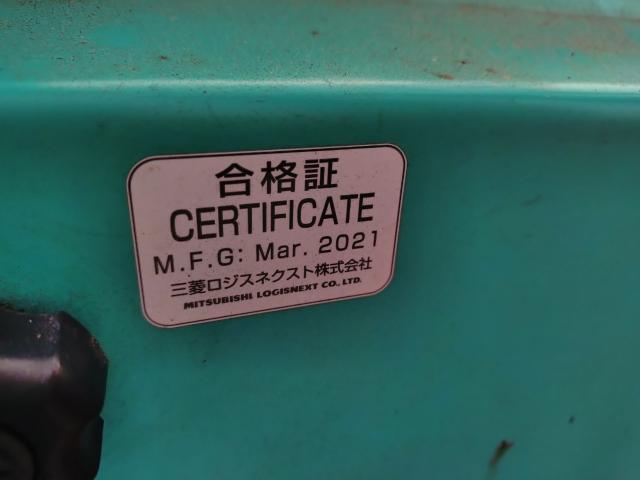 合格証
CERTIFICATE
M.F.G: Mar. 2021
三菱ロジスネクスト株式会社
MITSUBISHI LOGISNEXT CO., LTD.